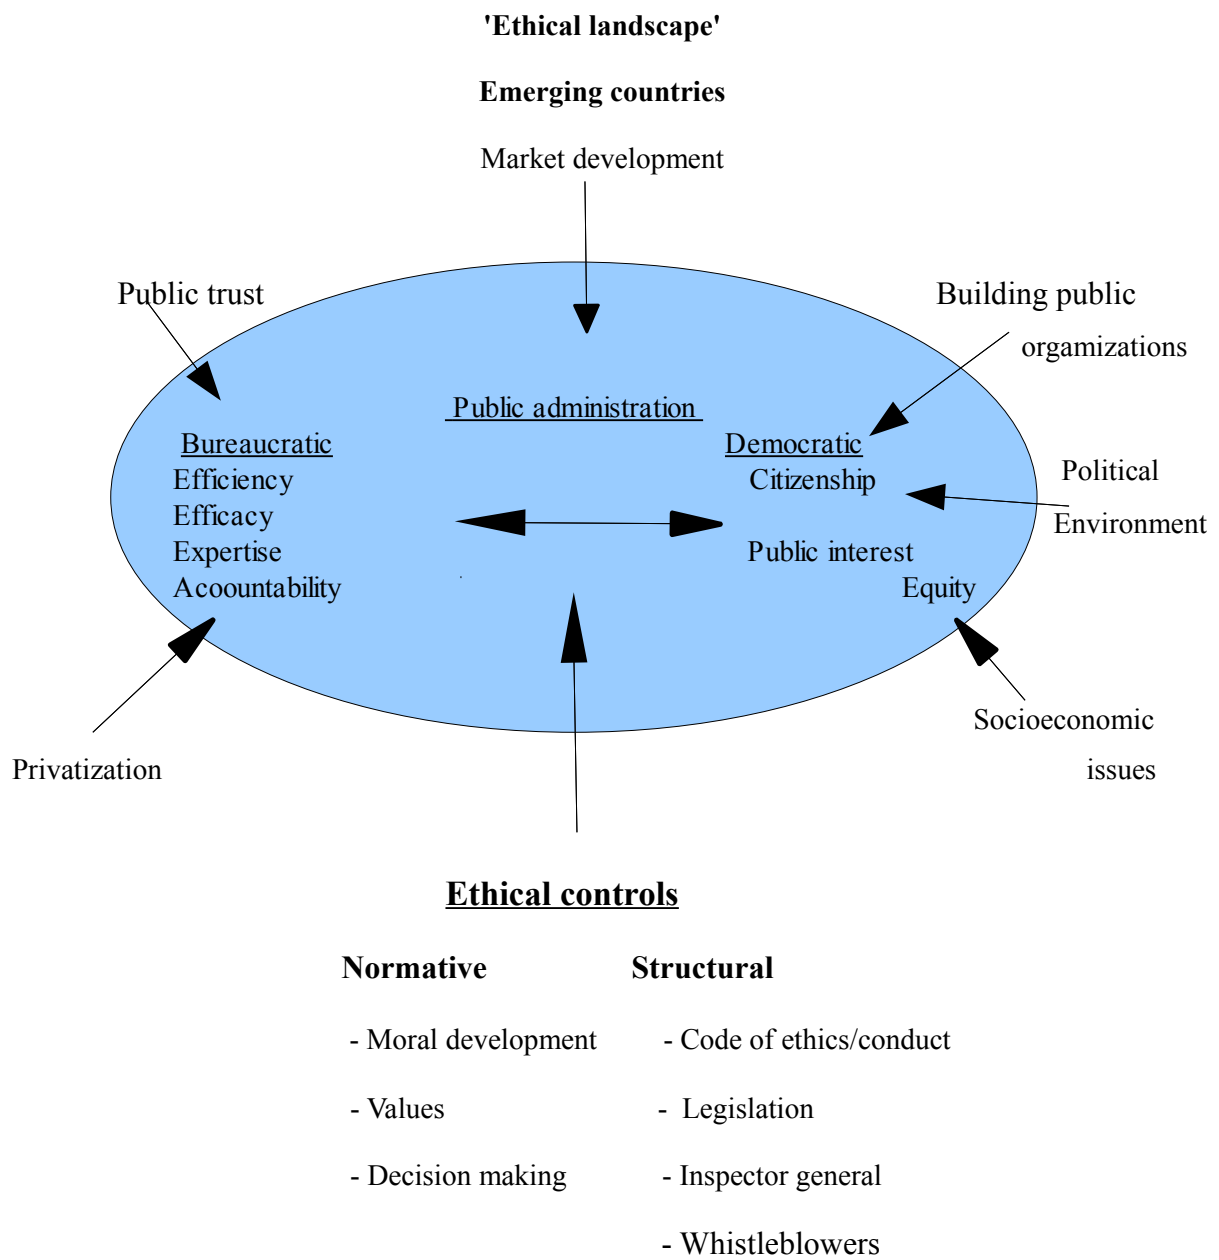 'Ethical landscape'
Emerging countries
Market development
Public trust
Building public
orgamizations
Public administration
Bureaucratic
Democratic
Efficiency
Citizenship
Political
Efficacy
Environment
Expertise
Public interest
Acoountability
Equity
Socioeconomic
Privatization
issues
Ethical controls
Normative
Structural
- Moral development
- Code of ethics/conduct
- Values
- Legislation
- Decision making
- Inspector general
- Whistleblowers